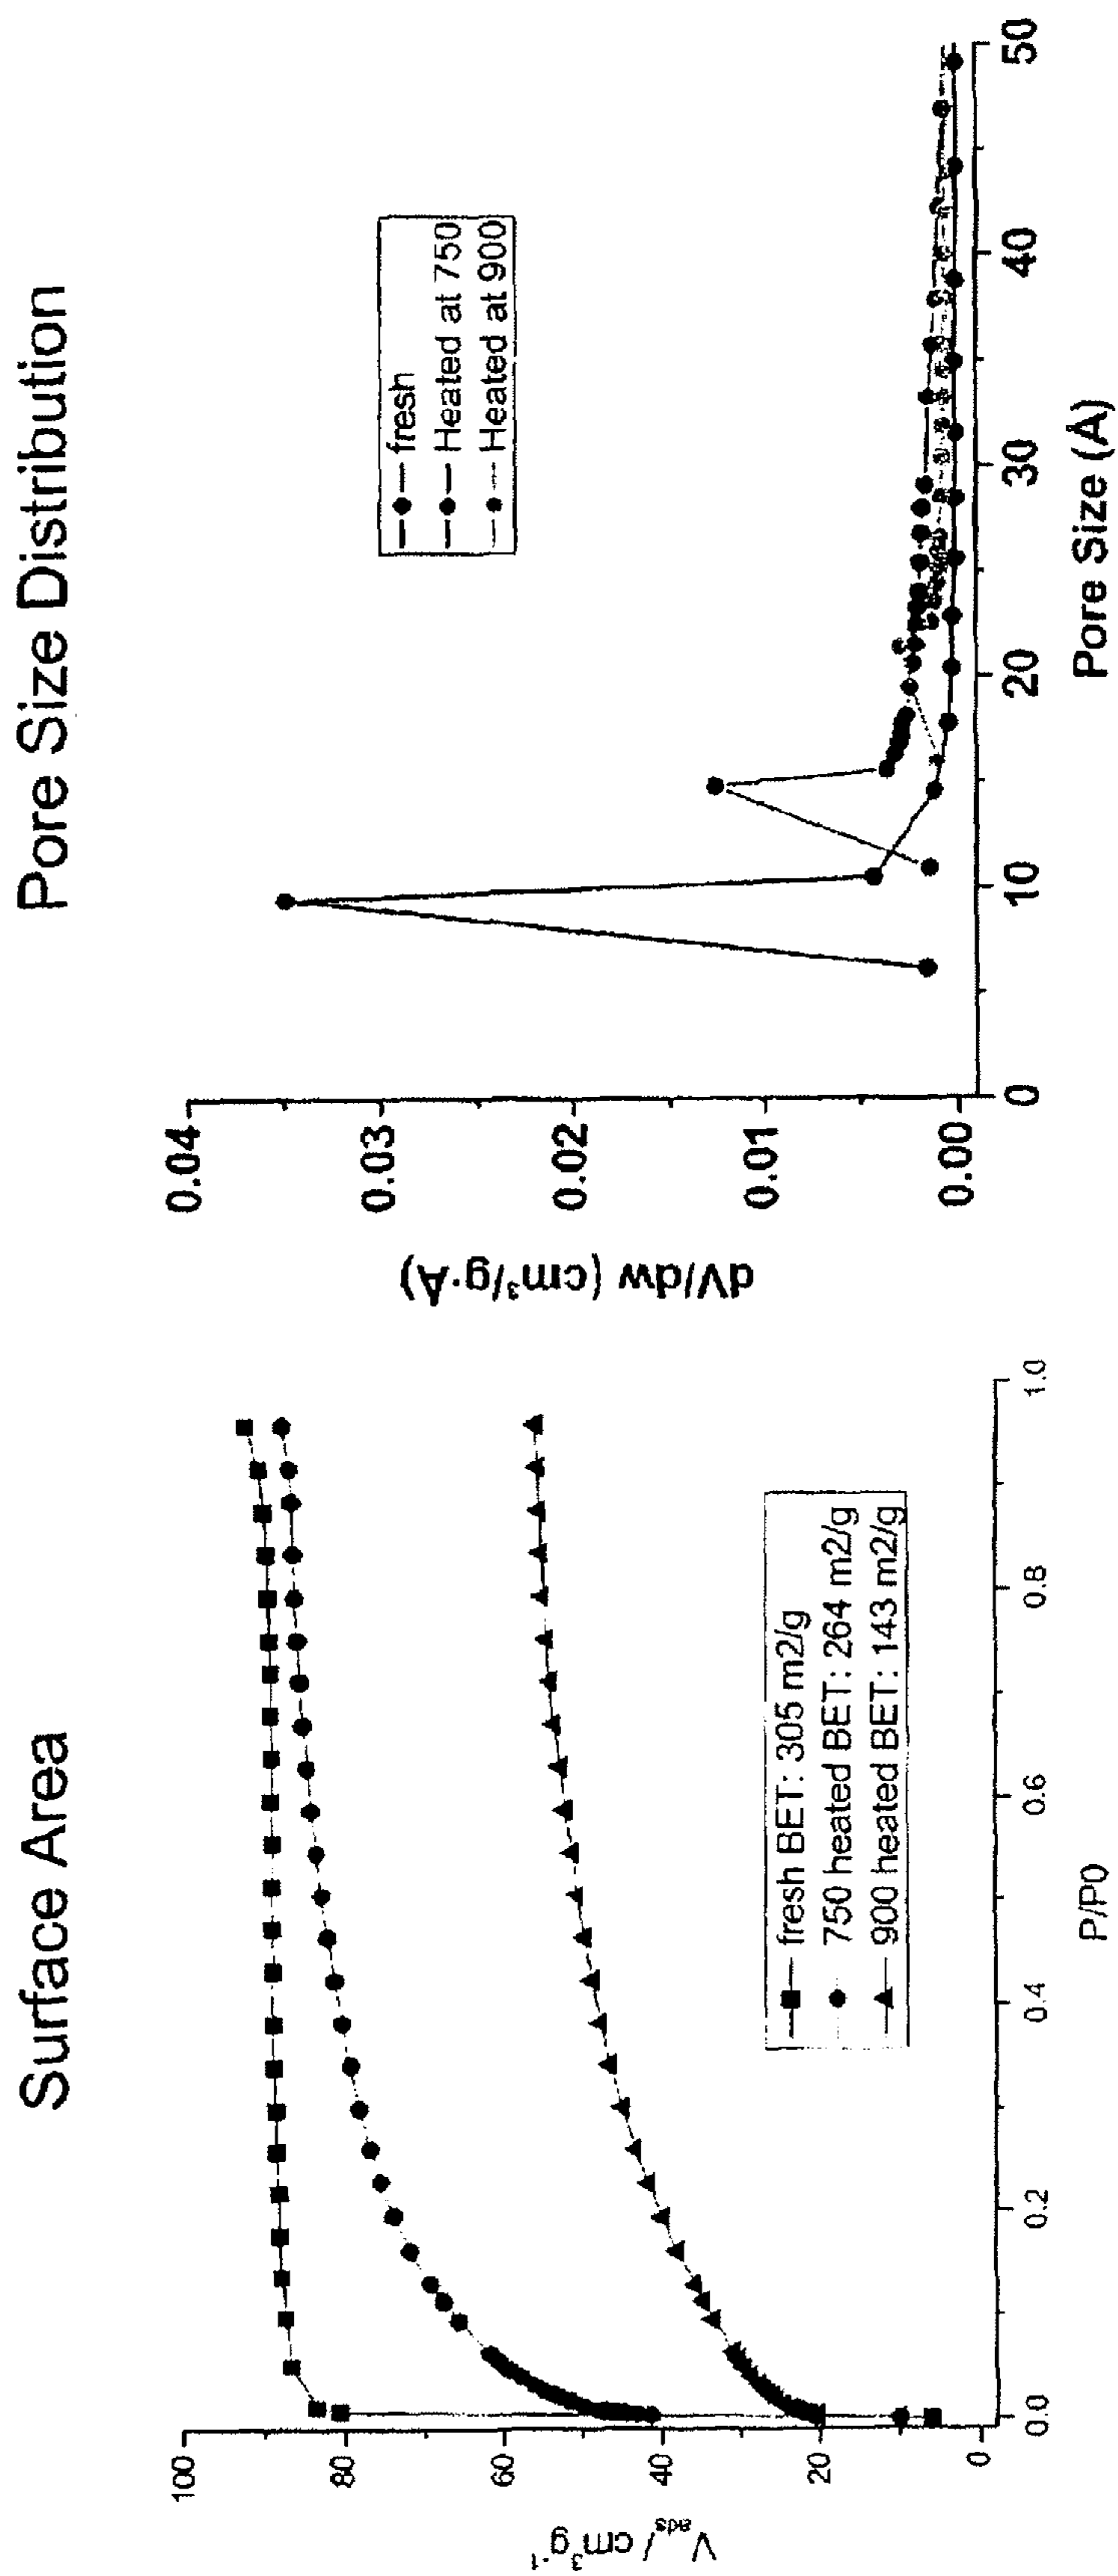 Surface Area
100
80
60
40
20
0
V_ads / cm³g⁻¹
0.0
0.2
0.4
0.6
0.8
1.0
P/P0
fresh BET: 305 m2/g
750 heated BET: 264 m2/g
900 heated BET: 143 m2/g
Pore Size Distribution
0.04
0.03
0.02
0.01
0.00
dV/dw (cm³/g·Å)
0
10
20
30
40
50
Pore Size (Å)
fresh
Heated at 750
Heated at 900